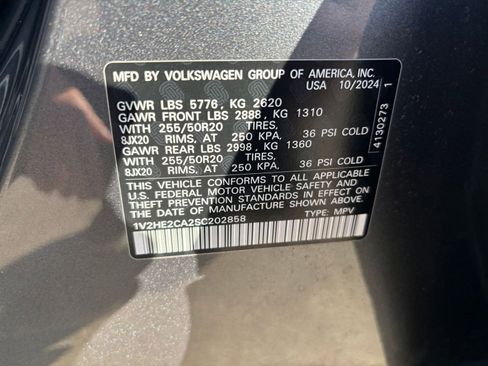 MFD BY VOLKSWAGEN GROUP OF AMERICA, INC.
USA 10/2024
GVWR LBS 5776, KG 2620
GAWR FRONT LBS 2888, KG 1310
WITH 255/50R20 TIRES,
8JX20 RIMS, AT 250 KPA, 36 PSI COLD
GAWR REAR LBS 2998, KG 1360
WITH 255/50R20 TIRES,
8JX20 RIMS, AT 250 KPA, 36 PSI COLD
THIS VEHICLE CONFORMS TO ALL APPLICABLE
U.S. FEDERAL MOTOR VEHICLE SAFETY AND
THEFT PREVENTION STANDARDS IN EFFECT
ON THE DATE OF MANUFACTURE SHOWN ABOVE
1V2HE2CA2SC202858 TYPE: MPV
4130273 1